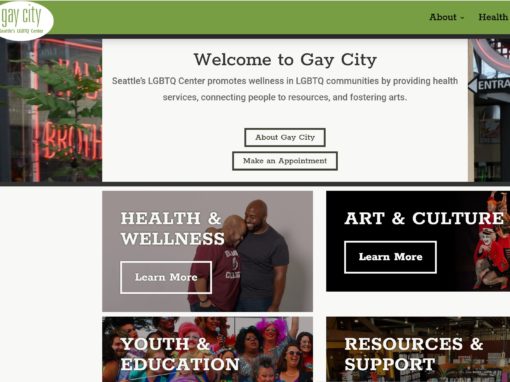 gay city
Seattle's LGBTQ Center
About
Health
Welcome to Gay City
Seattle's LGBTQ Center promotes wellness in LGBTQ communities by providing health
services, connecting people to resources, and fostering arts.
About Gay City
Make an Appointment
BROTH
ENTRA
HEALTH &
WELLNESS
Learn More
ART & CULTURE
Learn More
YOUTH &
EDUCATION
RESOURCES &
SUPPORT